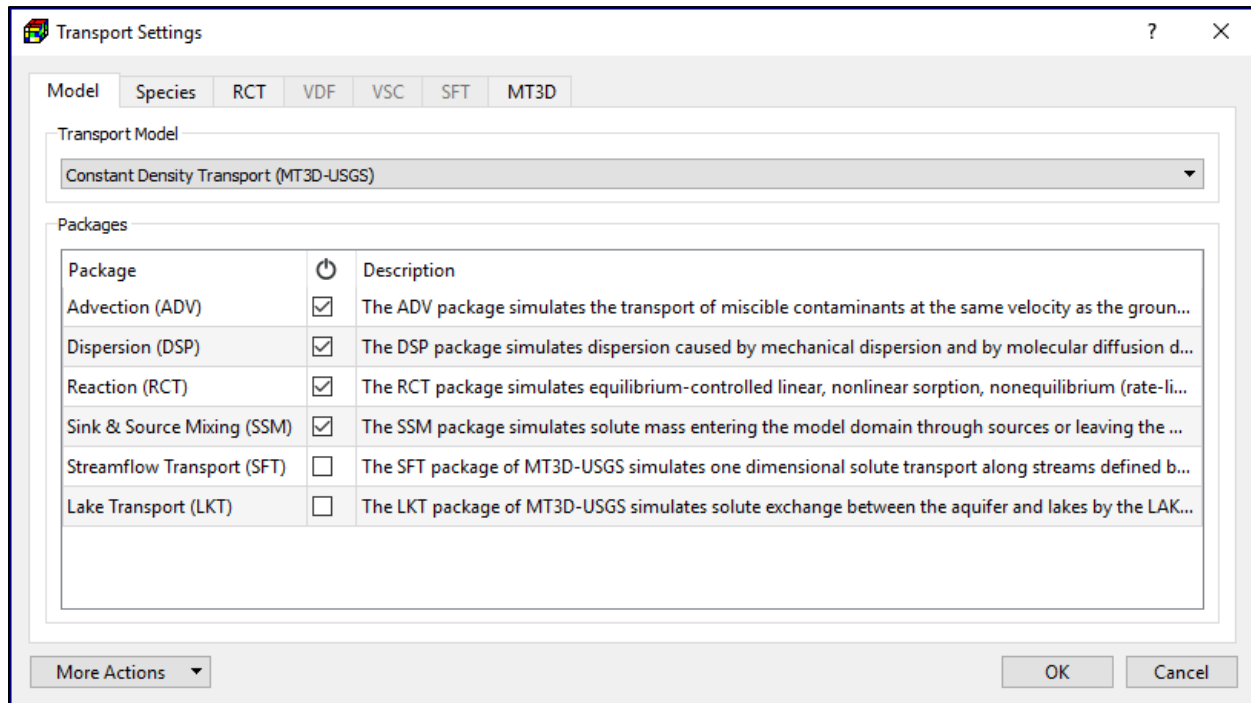 Transport Settings ?
Model Species RCT VDF VSC SFT MT3D
Transport Model
Constant Density Transport (MT3D-USGS)
Packages
Package Description
Advection (ADV) The ADV package simulates the transport of miscible contaminants at the same velocity as the groun...
Dispersion (DSP) The DSP package simulates dispersion caused by mechanical dispersion and by molecular diffusion d...
Reaction (RCT) The RCT package simulates equilibrium-controlled linear, nonlinear sorption, nonequilibrium (rate-li...
Sink & Source Mixing (SSM) The SSM package simulates solute mass entering the model domain through sources or leaving the ...
Streamflow Transport (SFT) The SFT package of MT3D-USGS simulates one dimensional solute transport along streams defined b...
Lake Transport (LKT) The LKT package of MT3D-USGS simulates solute exchange between the aquifer and lakes by the LAK...
More Actions OK Cancel